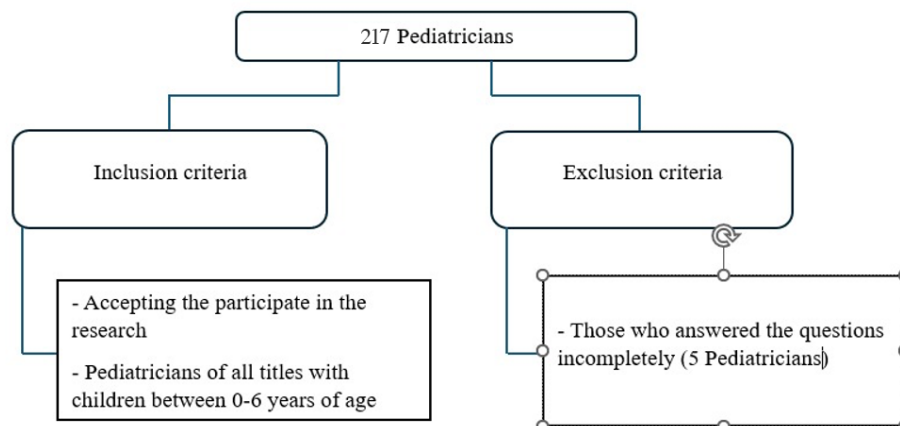 217 Pediatricians
Inclusion criteria
Exclusion criteria
- Accepting the participate in the
research
- Pediatricians of all titles with
children between 0-6 years of age
- Those who answered the questions
incompletely (5 Pediatricians)